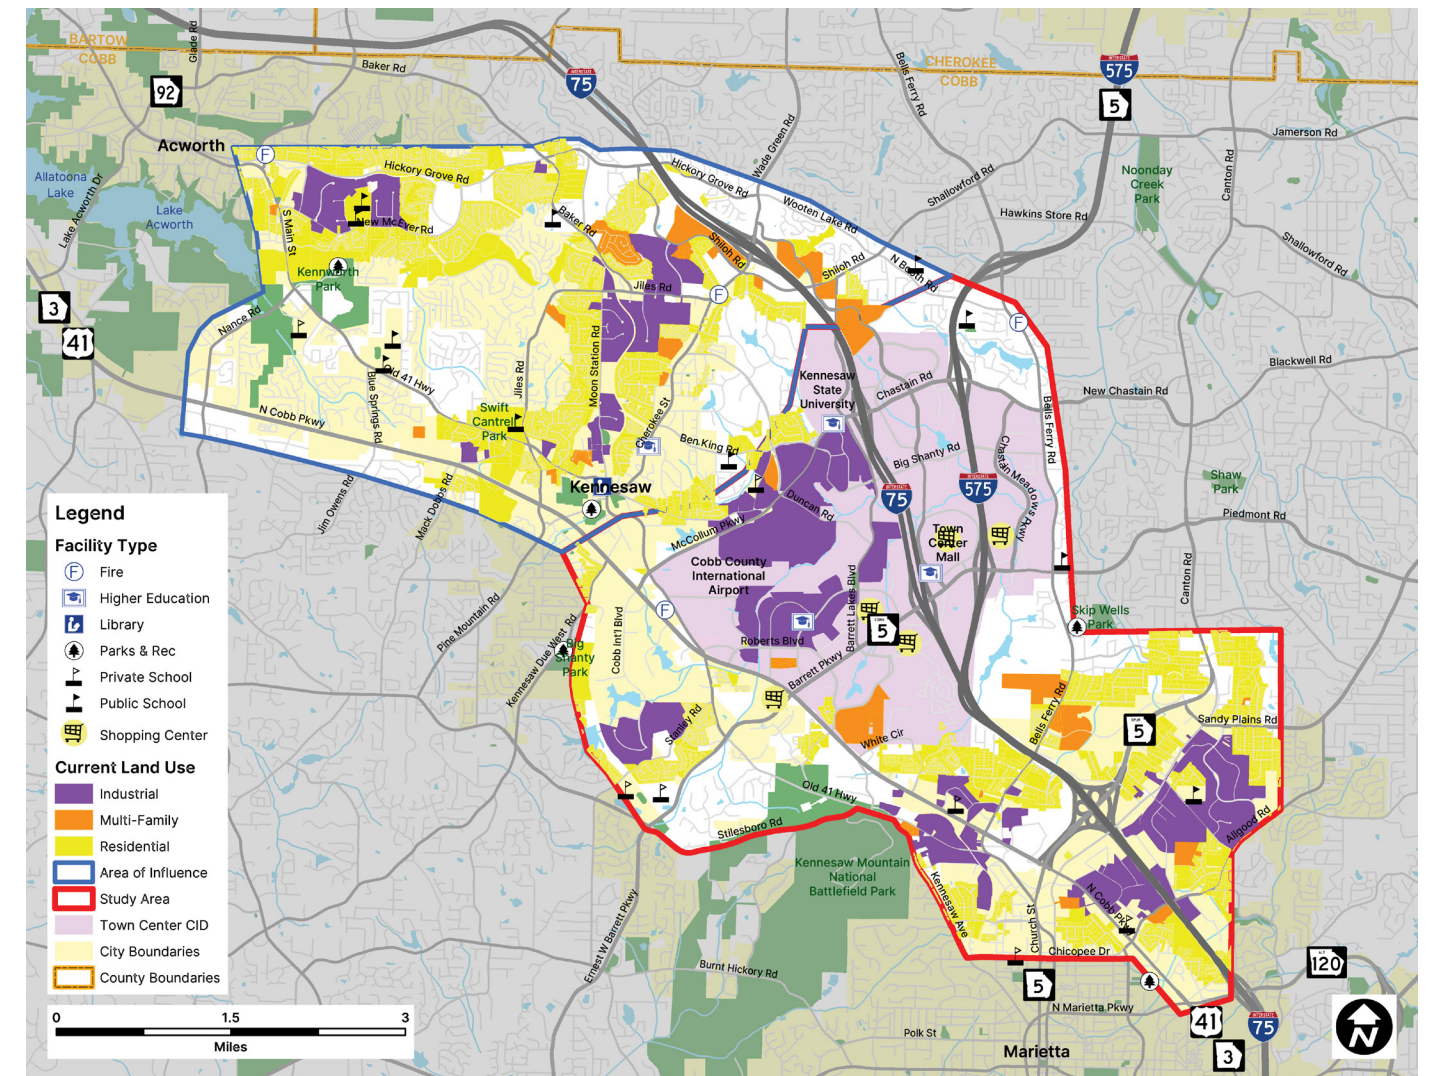 BARTOW
COBB
Glade Rd
Baker Rd
INTERSTATE
75
Bells Ferry Rd
CHEROKEE
COBB
INTERSTATE
575
5
92
Acworth
F
Jamerson Rd
Wade Green Rd
Hickory Grove Rd
Hickory Grove Rd
Shallowford Rd
Noonday
Creek
Park
Canton Rd
Allatoona
Lake
Lake Acworth Dr
Lake
Acworth
S Main St
New McEver Rd
Baker Rd
Wooten Lake Rd
Hawkins Store Rd
Shiloh Rd
Shiloh Rd
N Booth Rd
Shallowford Rd
Kennworth
Park
Jiles Rd
F
F
3
41
Nance Rd
Moon Station Rd
Jiles Rd
Blackwell Rd
Old 41 Hwy
Blue Springs Rd
Kennesaw
State
University
Chastain Rd
New Chastain Rd
Bells Ferry Rd
N Cobb Pkwy
Swift
Cantrell
Park
Cherokee St
Ben King Rd
Big Shanty Rd
Chastain Meadows Pkwy
Shaw
Park
Kennesaw
Jim Owens Rd
Mack Dobbs Rd
Duncan Rd
INTERSTATE
75
INTERSTATE
575
Piedmont Rd
McCollum Pkwy
Town
Center
Mall
Cobb County
International
Airport
Canton Rd
Barrett Lakes Blvd
F
Pine Mountain Rd
Kennesaw Due West Rd
Cobb Int'l Blvd
5
Skip Wells
Park
Roberts Blvd
Big
Shanty
Park
Barrett Pkwy
Stanley Rd
White Cir
Bells Ferry Rd
SPUR
5
Sandy Plains Rd
Old 41 Hwy
Stilesboro Rd
Allgood Rd
Kennesaw Mountain
National
Battlefield Park
Kennesaw Ave
N Cobb Pkwy
Church St
Chicopee Dr
Ernest W Barrett Pkwy
Burnt Hickory Rd
ALT
120
5
N Marietta Pkwy
Polk St
41
INTERSTATE
75
Marietta
3
Legend
Facility Type
F Fire
Higher Education
Library
Parks & Rec
Private School
Public School
Shopping Center
Current Land Use
Industrial
Multi-Family
Residential
Area of Influence
Study Area
Town Center CID
City Boundaries
County Boundaries
0 1.5 3
Miles
N